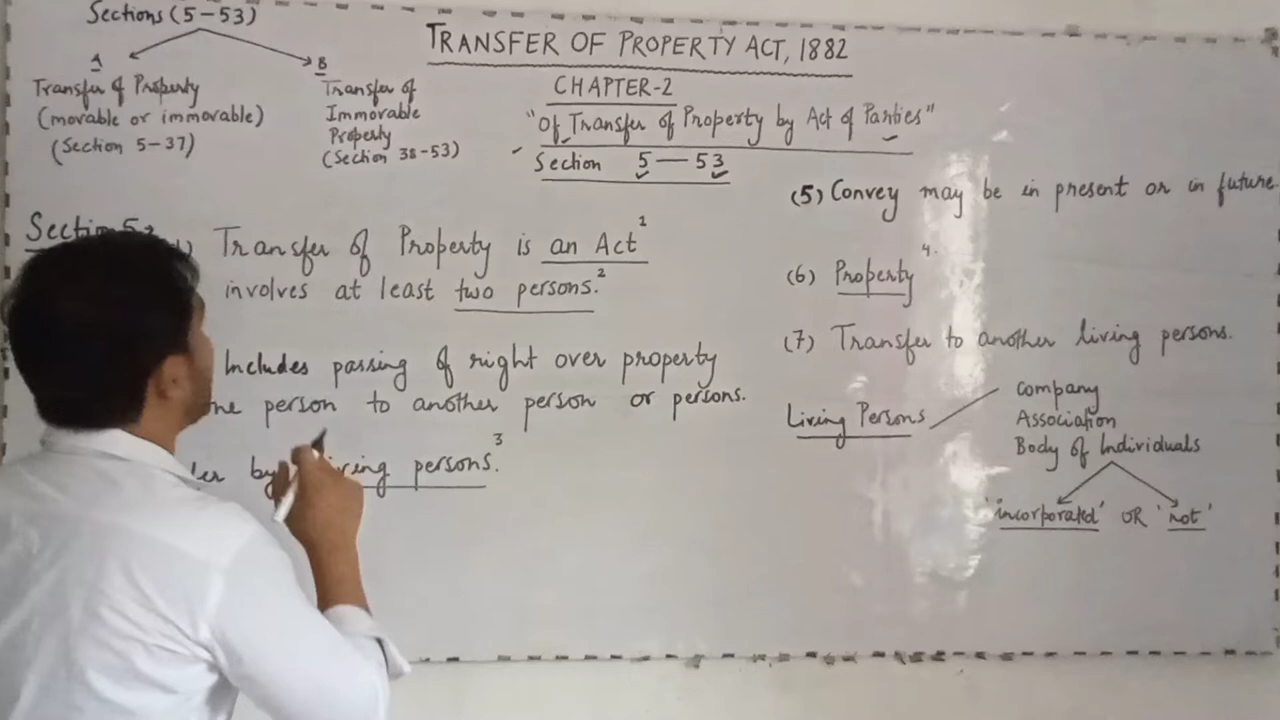 Sections (5-53)
A
Transfer of Property
(movable or immovable)
(Section 5-37)
B
Transfer of
Immovable
Property
(Section 38-53)
TRANSFER OF PROPERTY ACT, 1882
CHAPTER-2
"Of Transfer of Property by Act of Parties"
Section 5 — 53
Section 5:
Transfer of Property is an Act 1
involves at least two persons. 2
Includes passing of right over property
person to another person or persons.
by persons. 3
(5) Convey may be in present or in future
(6) Property 4.
(7) Transfer to another living persons.
Living Persons
Company
Association
Body of Individuals
'incorporated' OR 'not'